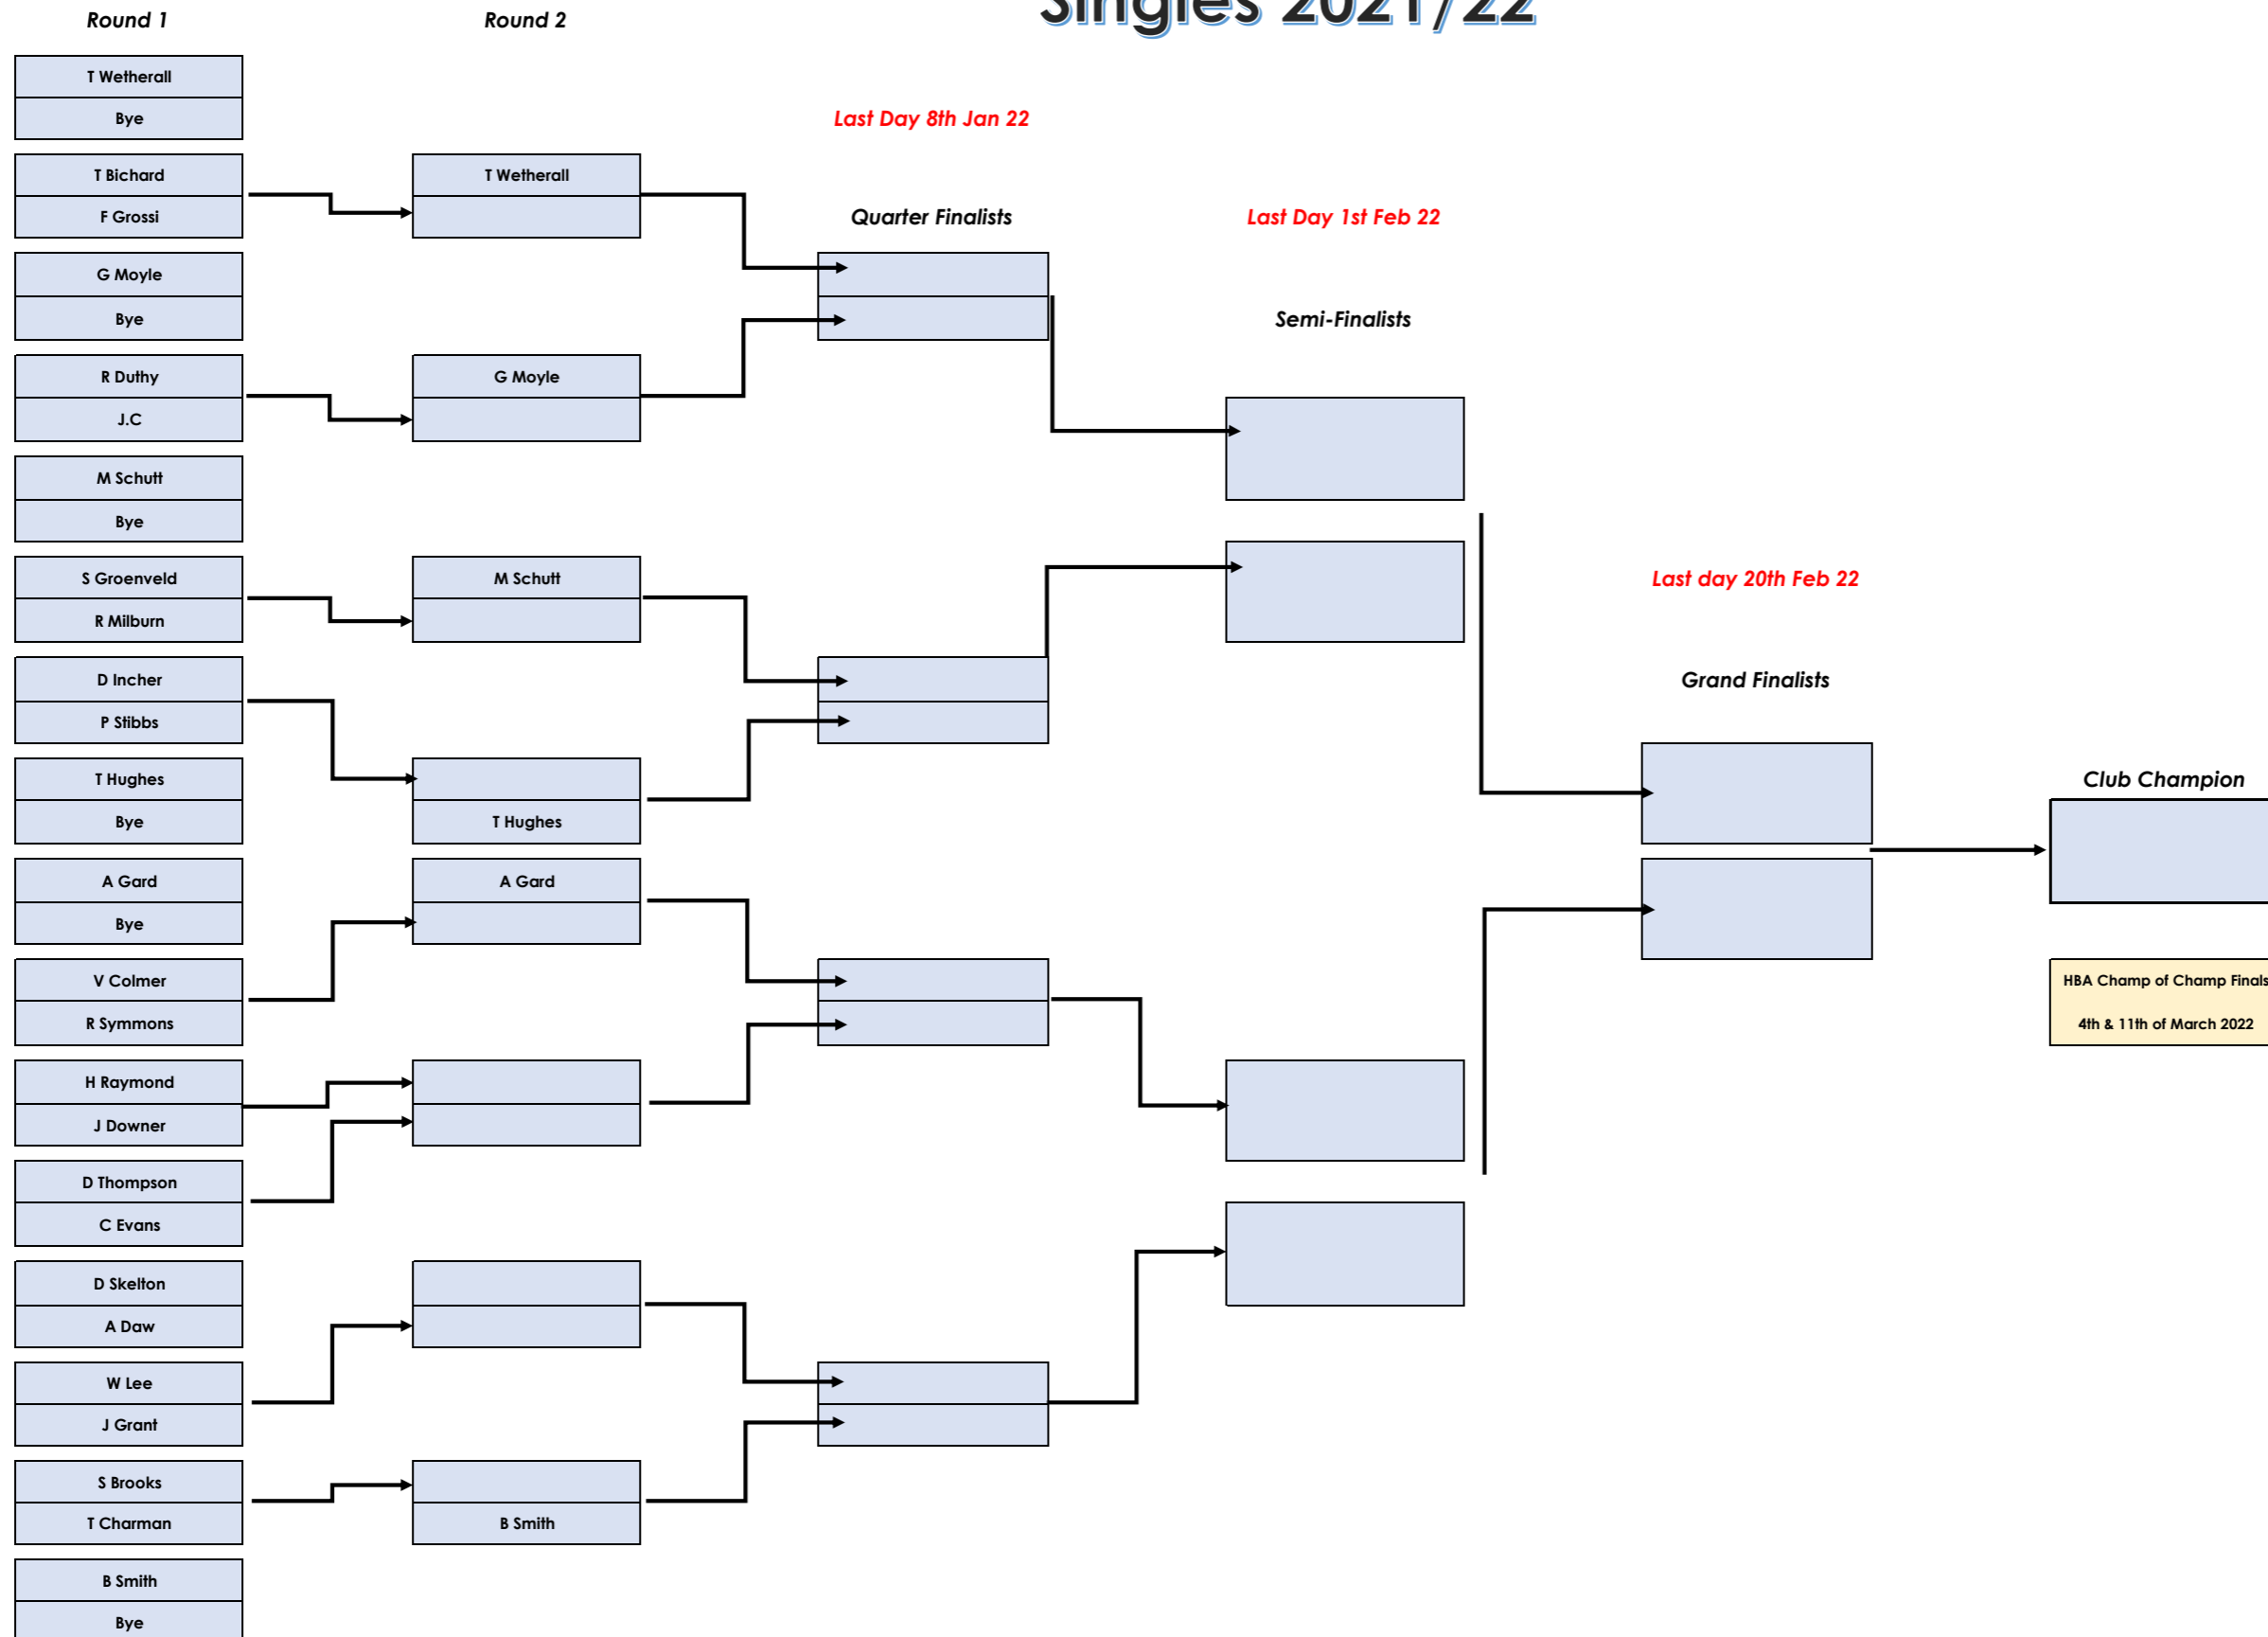 Singles 2021/22
Round 1
Round 2
T Wetherall
Bye
Last Day 8th Jan 22
T Bichard
F Grossi
T Wetherall
Quarter Finalists
Last Day 1st Feb 22
G Moyle
Bye
Semi-Finalists
R Duthy
J.C
G Moyle
M Schutt
Bye
S Groenveld
R Milburn
M Schutt
Last day 20th Feb 22
D Incher
P Stibbs
Grand Finalists
T Hughes
Bye
T Hughes
Club Champion
A Gard
Bye
A Gard
V Colmer
R Symmons
HBA Champ of Champ Finals
4th & 11th of March 2022
H Raymond
J Downer
D Thompson
C Evans
D Skelton
A Daw
W Lee
J Grant
S Brooks
T Charman
B Smith
B Smith
Bye